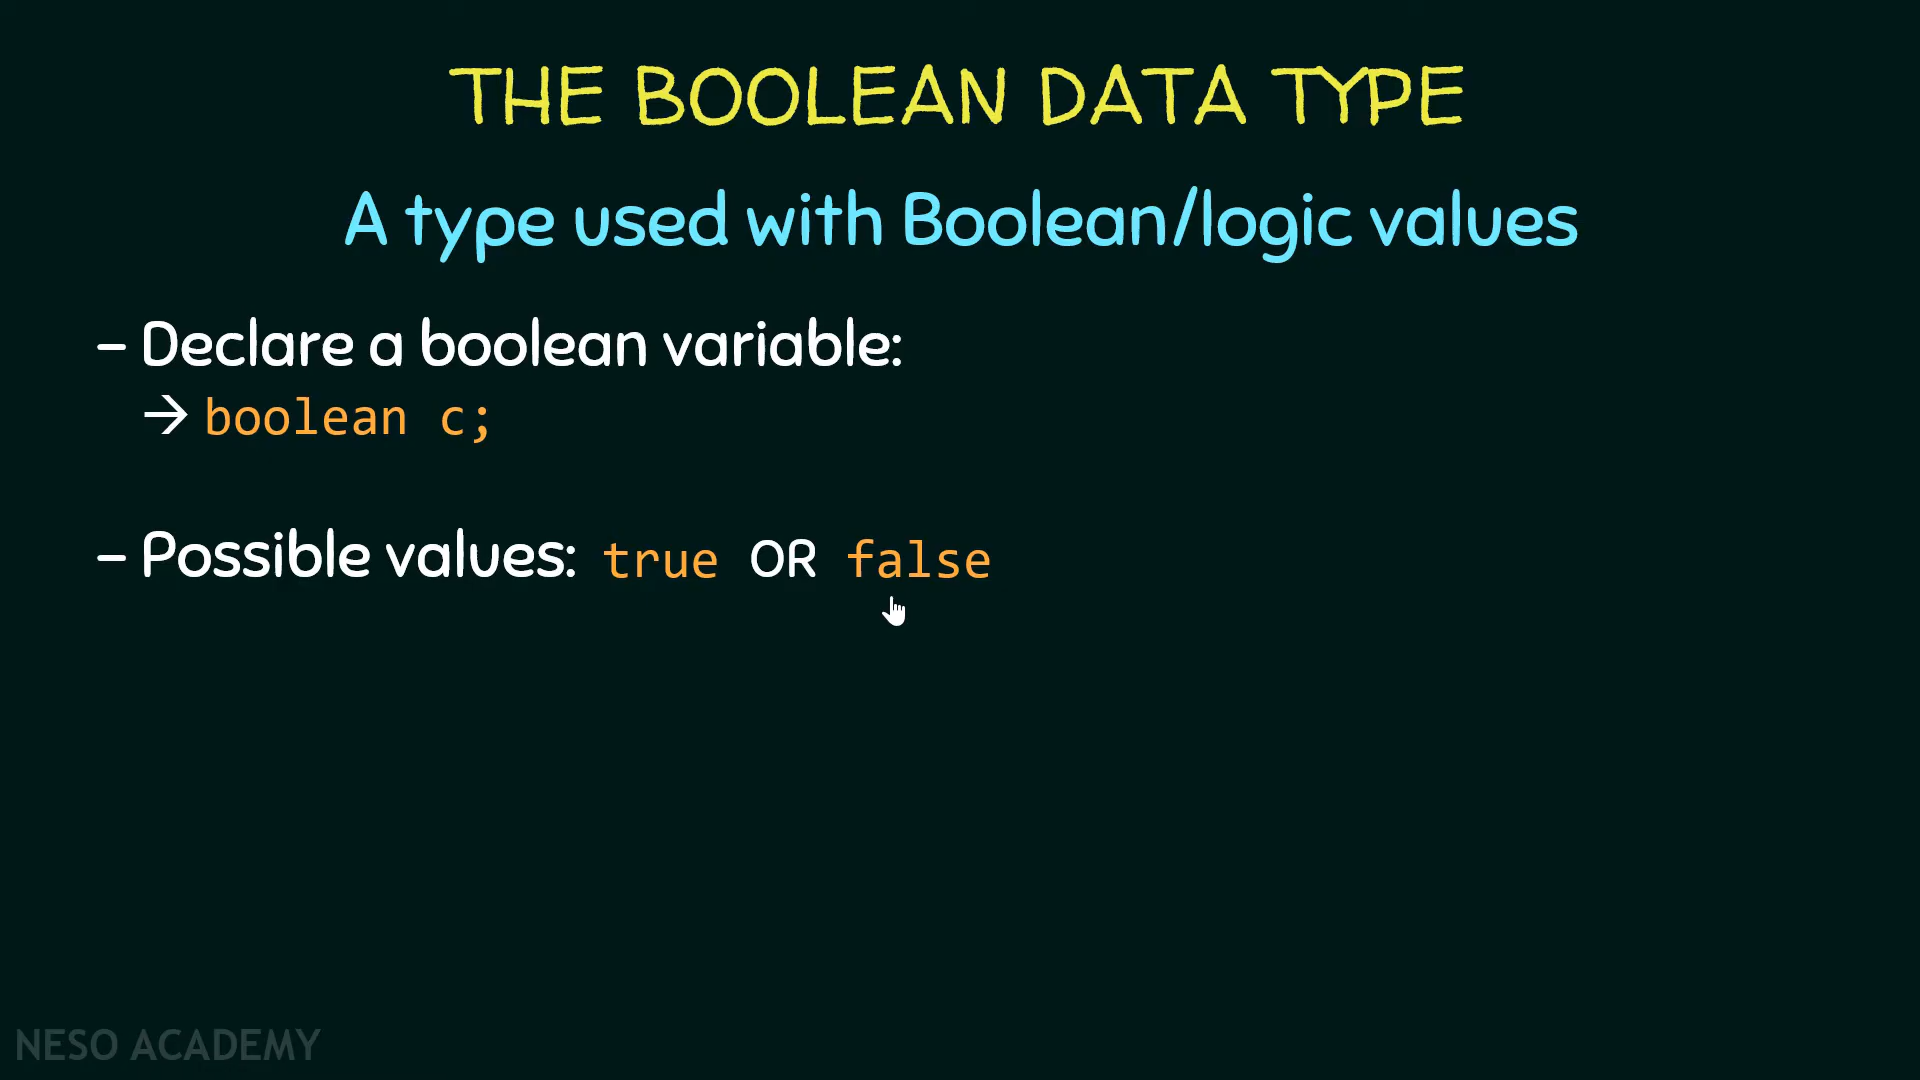 THE BOOLEAN DATA TYPE
A type used with Boolean/logic values
– Declare a boolean variable:
→ boolean c;
– Possible values: true OR false
NESO ACADEMY